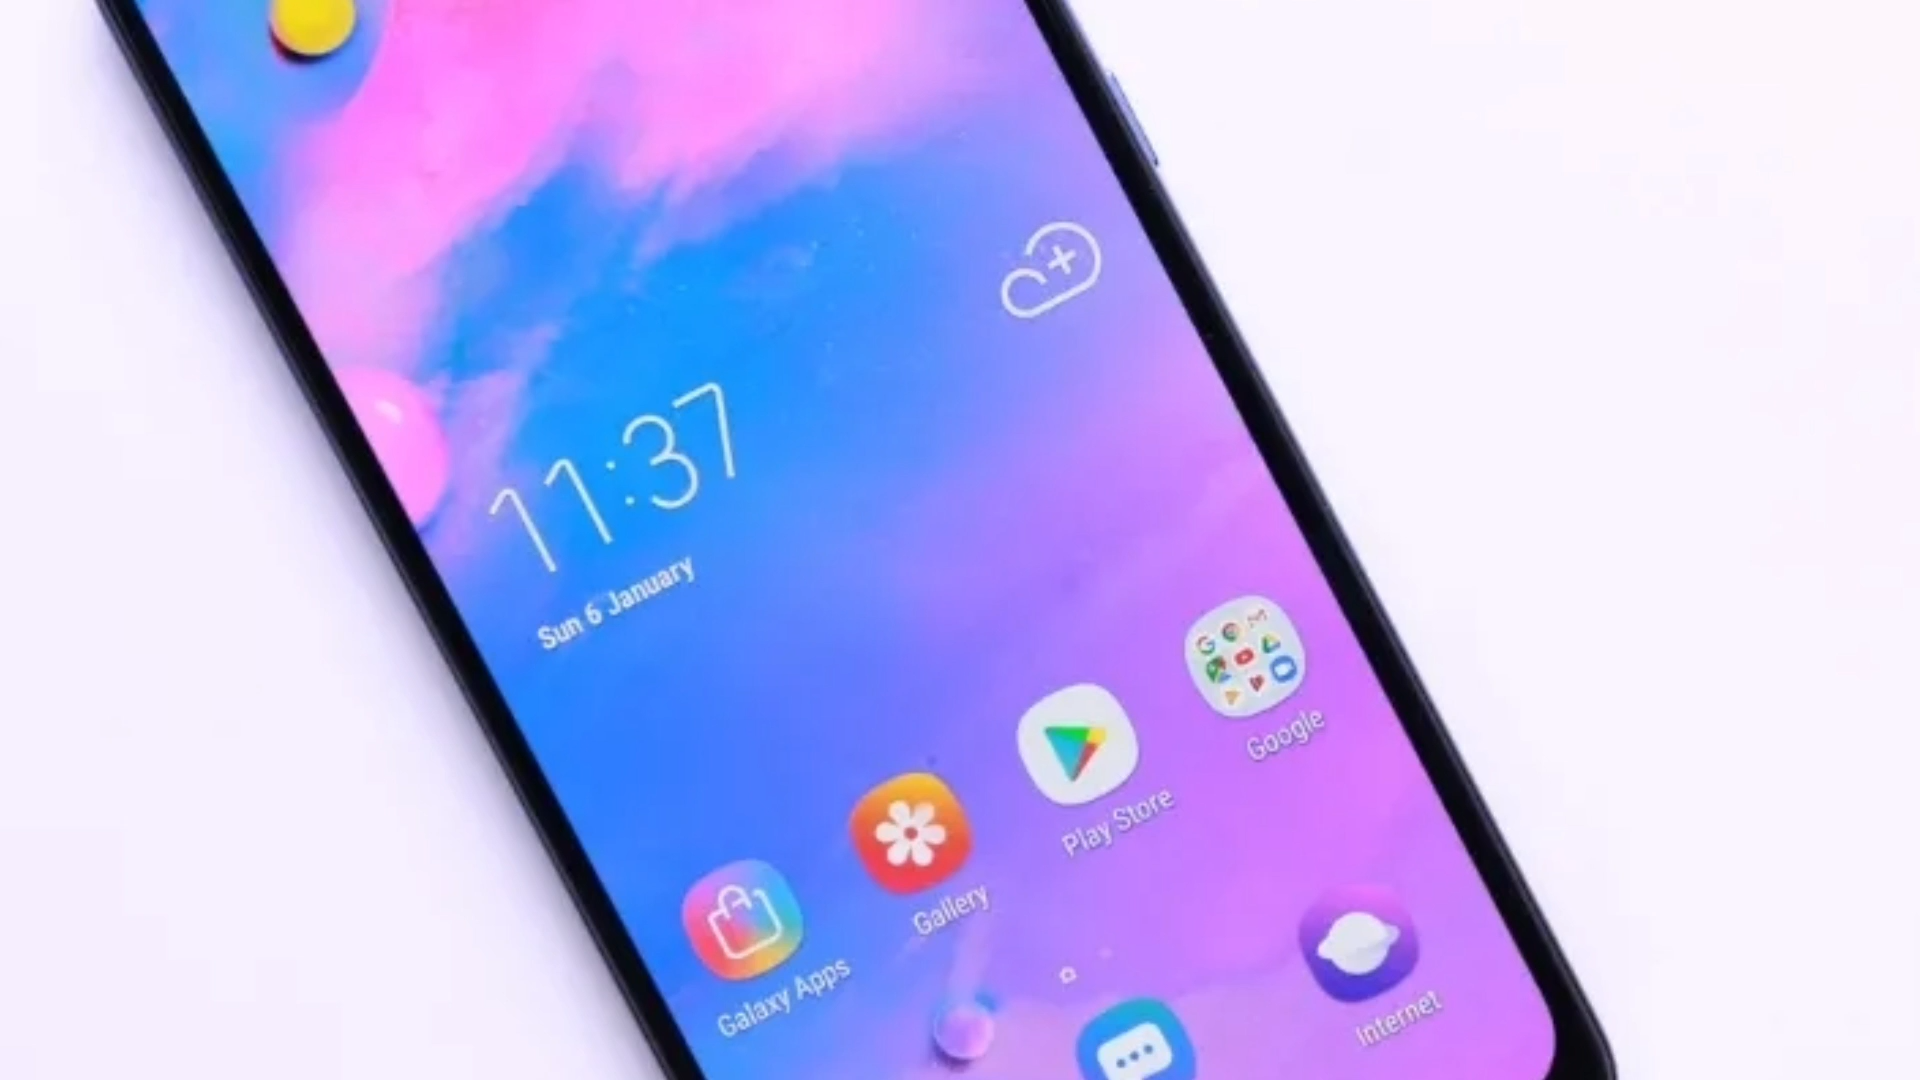 11:37
Sun 6 January
Galaxy Apps
Gallery
Play Store
Google
Internet